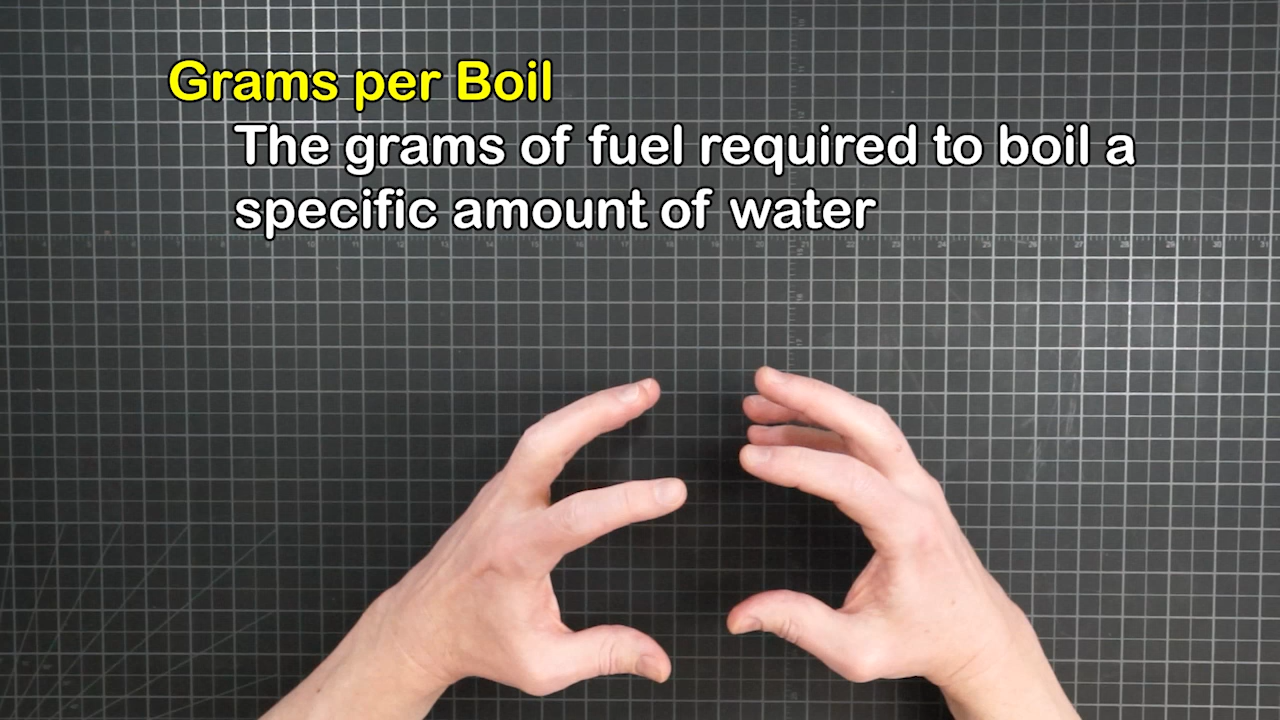 Grams per Boil
The grams of fuel required to boil a
specific amount of water